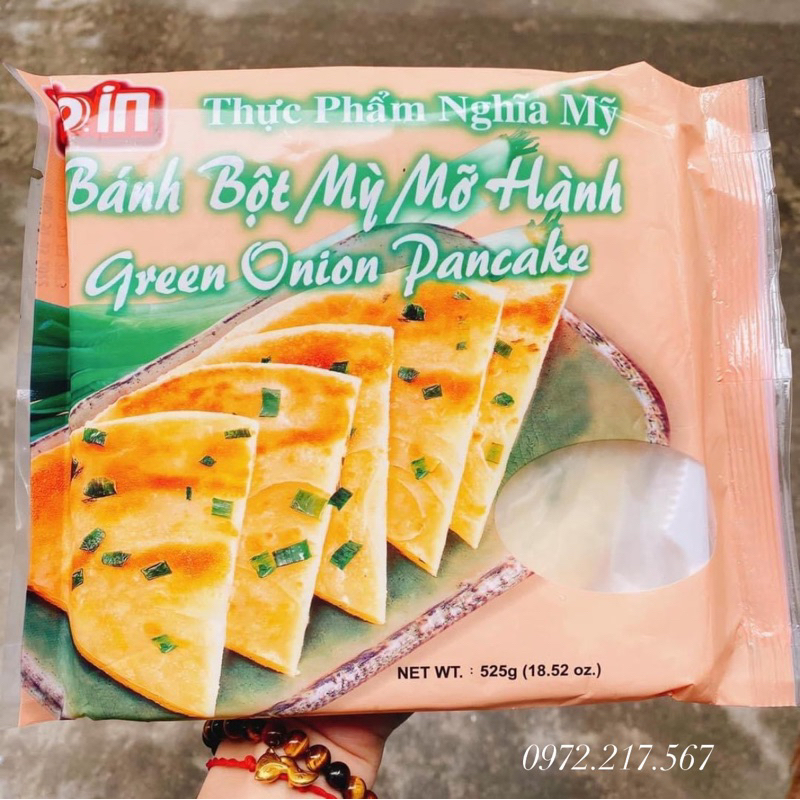 in
Thực Phẩm Nghĩa Mỹ
Bánh Bột Mỳ Mỡ Hành
Green Onion Pancake
NET WT. : 525g (18.52 oz.)
0972.217.567